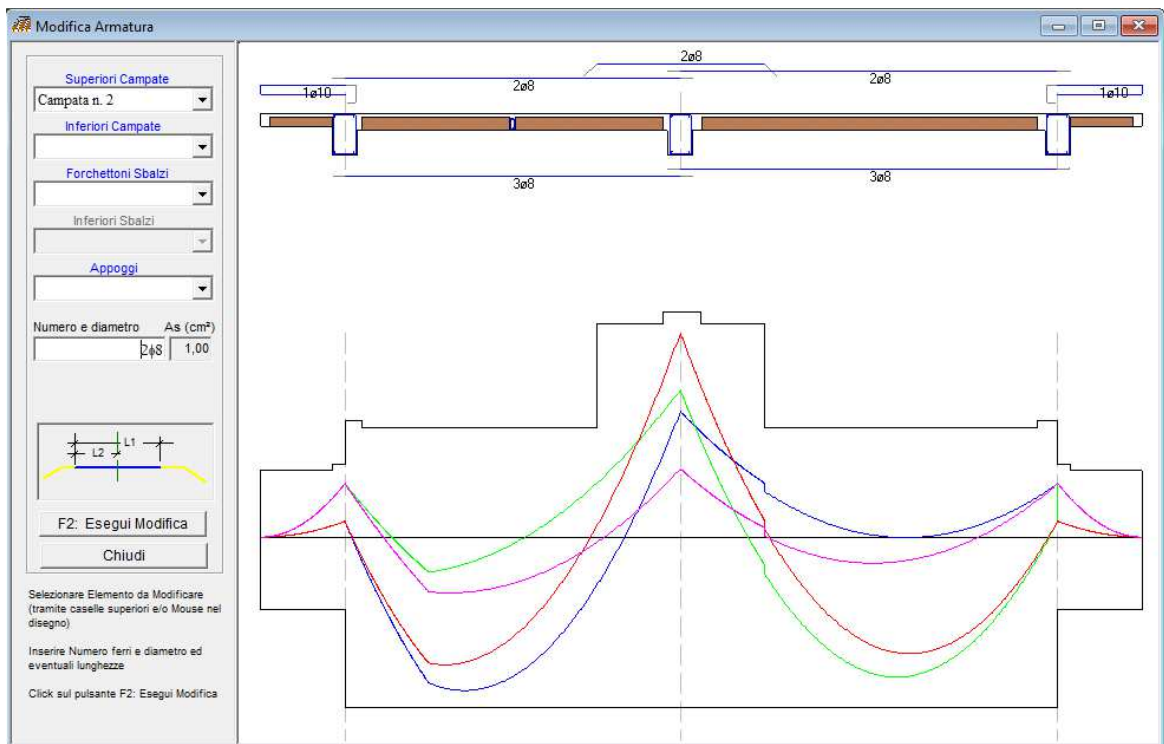 Modifica Armatura
Superiori Campate
Campata n. 2
Inferiori Campate
Forchettoni Sbalzi
Inferiori Sbalzi
Appoggi
Numero e diametro As (cm²)
2ϕ8 1,00
L1
L2
F2: Esegui Modifica
Chiudi
Selezionare Elemento da Modificare
(tramite caselle superiori e/o Mouse nel
disegno)
Inserire Numero ferri e diametro ed
eventuali lunghezze
Click sul pulsante F2: Esegui Modifica
2ø8
2ø8 2ø8
1ø10 1ø10
3ø8 3ø8